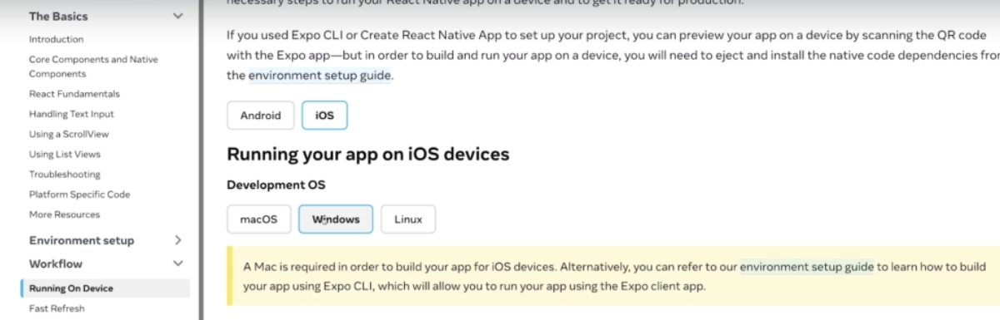 The Basics
Introduction
Core Components and Native
Components
React Fundamentals
Handling Text Input
Using a ScrollView
Using List Views
Troubleshooting
Platform Specific Code
More Resources
Environment setup
Workflow
Running On Device
Fast Refresh
necessary steps to run your React Native app on a device and to get it ready for production.
If you used Expo CLI or Create React Native App to set up your project, you can preview your app on a device by scanning the QR code
with the Expo app—but in order to build and run your app on a device, you will need to eject and install the native code dependencies from
the environment setup guide.
Android iOS
Running your app on iOS devices
Development OS
macOS Windows Linux
A Mac is required in order to build your app for iOS devices. Alternatively, you can refer to our environment setup guide to learn how to build
your app using Expo CLI, which will allow you to run your app using the Expo client app.